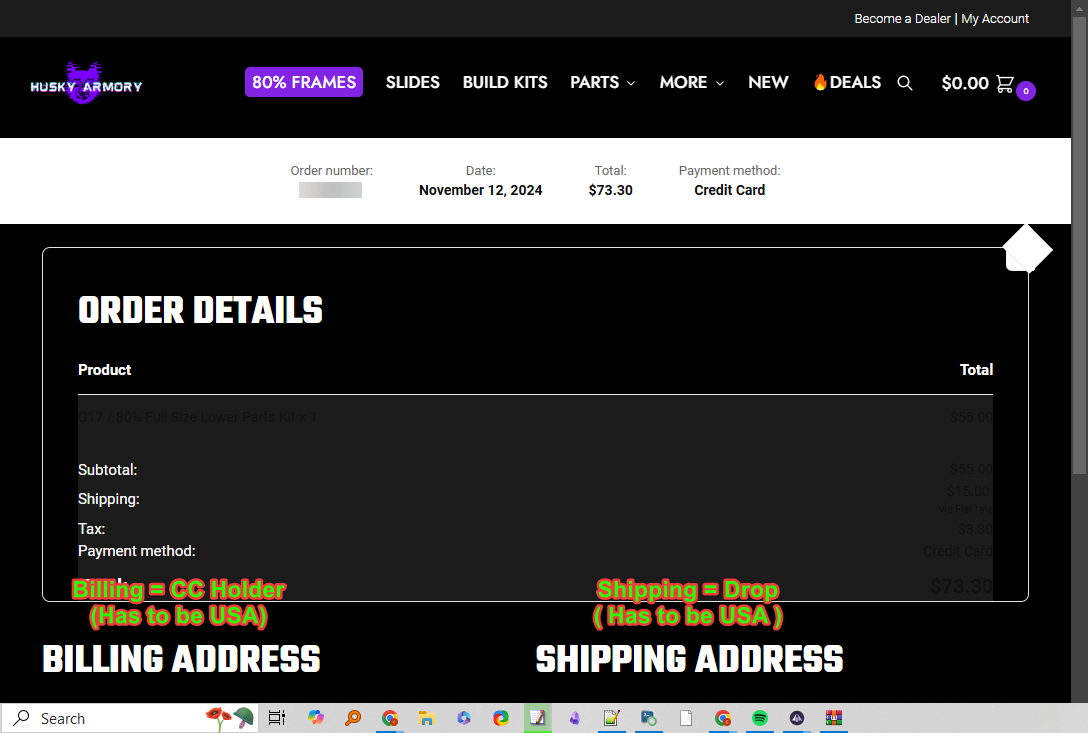 Become a Dealer | My Account
HUSKY ARMORY
80% FRAMES SLIDES BUILD KITS PARTS MORE NEW 🔥DEALS $0.00 0
Order number: Date: Total: Payment method:
November 12, 2024 $73.30 Credit Card
ORDER DETAILS
Product Total
G17 / 80% Full Size Lower Parts Kit × 1 $55.00
Subtotal: $55.00
Shipping: $15.00
via Flat rate
Tax: $3.30
Payment method: Credit Card
$73.30
Billing = CC Holder Shipping = Drop
(Has to be USA) ( Has to be USA )
BILLING ADDRESS SHIPPING ADDRESS
Search